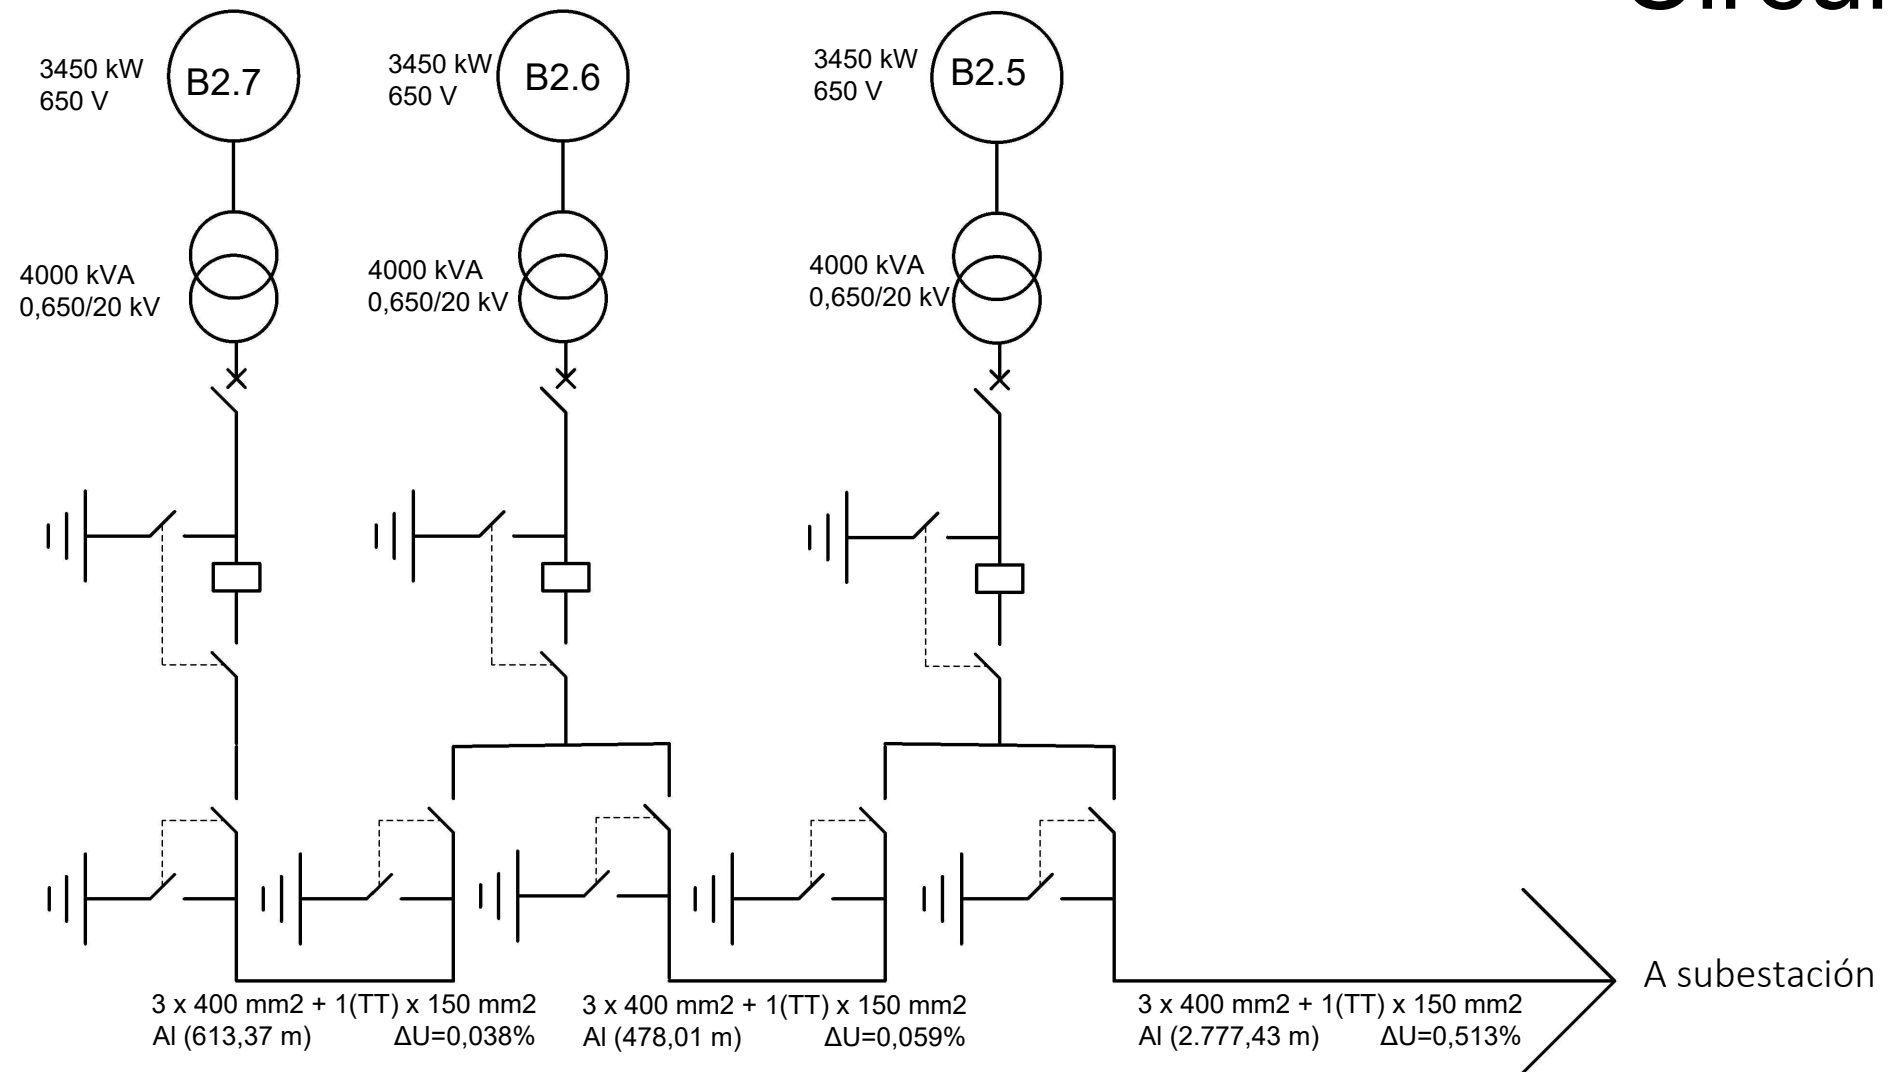 3450 kW
650 V
B2.7
3450 kW
650 V
B2.6
3450 kW
650 V
B2.5
4000 kVA
0,650/20 kV
4000 kVA
0,650/20 kV
4000 kVA
0,650/20 kV
A subestación
3 x 400 mm2 + 1(TT) x 150 mm2
Al (613,37 m) ΔU=0,038%
3 x 400 mm2 + 1(TT) x 150 mm2
Al (478,01 m) ΔU=0,059%
3 x 400 mm2 + 1(TT) x 150 mm2
Al (2.777,43 m) ΔU=0,513%